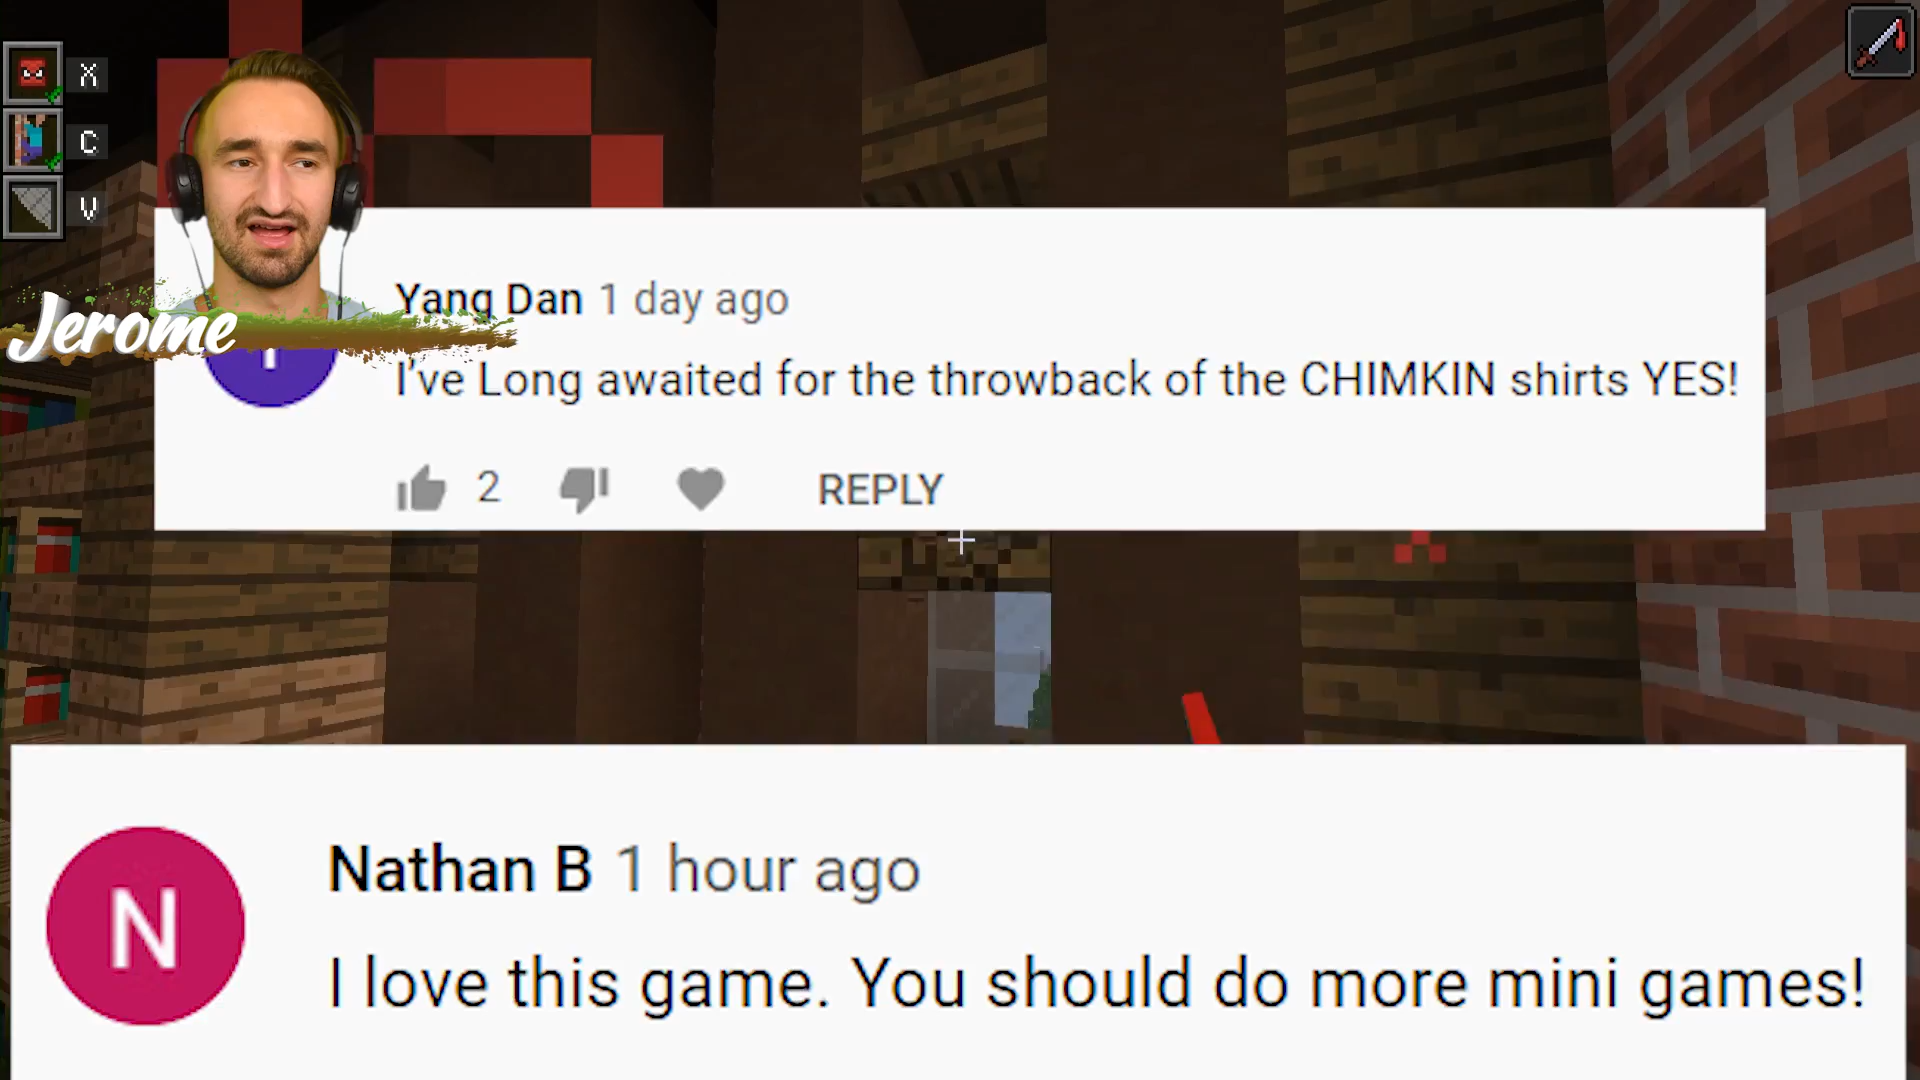 X
C
V
Jerome
Yang Dan 1 day ago
I've Long awaited for the throwback of the CHIMKIN shirts YES!
2
REPLY
N
Nathan B 1 hour ago
I love this game. You should do more mini games!